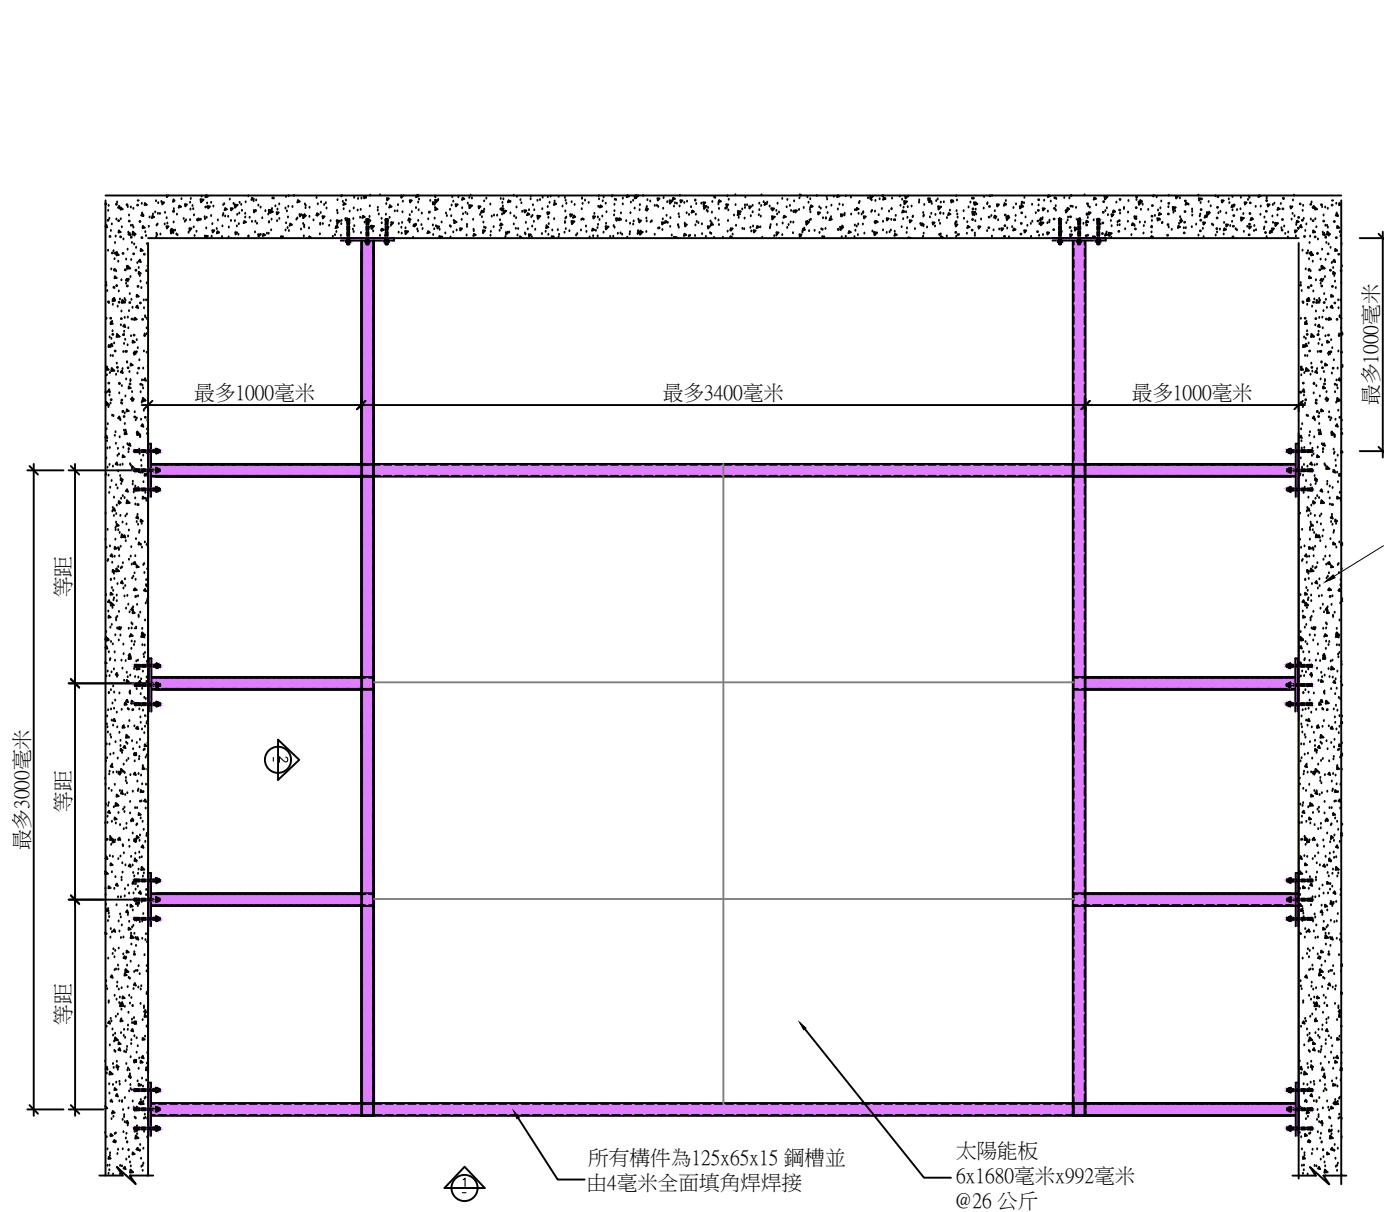 最多1000毫米
最多1000毫米
最多3400毫米
最多1000毫米
等距
等距
等距
最多3000毫米
2
-
1
-
所有構件為125x65x15 鋼槽並
由4毫米全面填角焊焊接
太陽能板
6x1680毫米x992毫米
@26 公斤